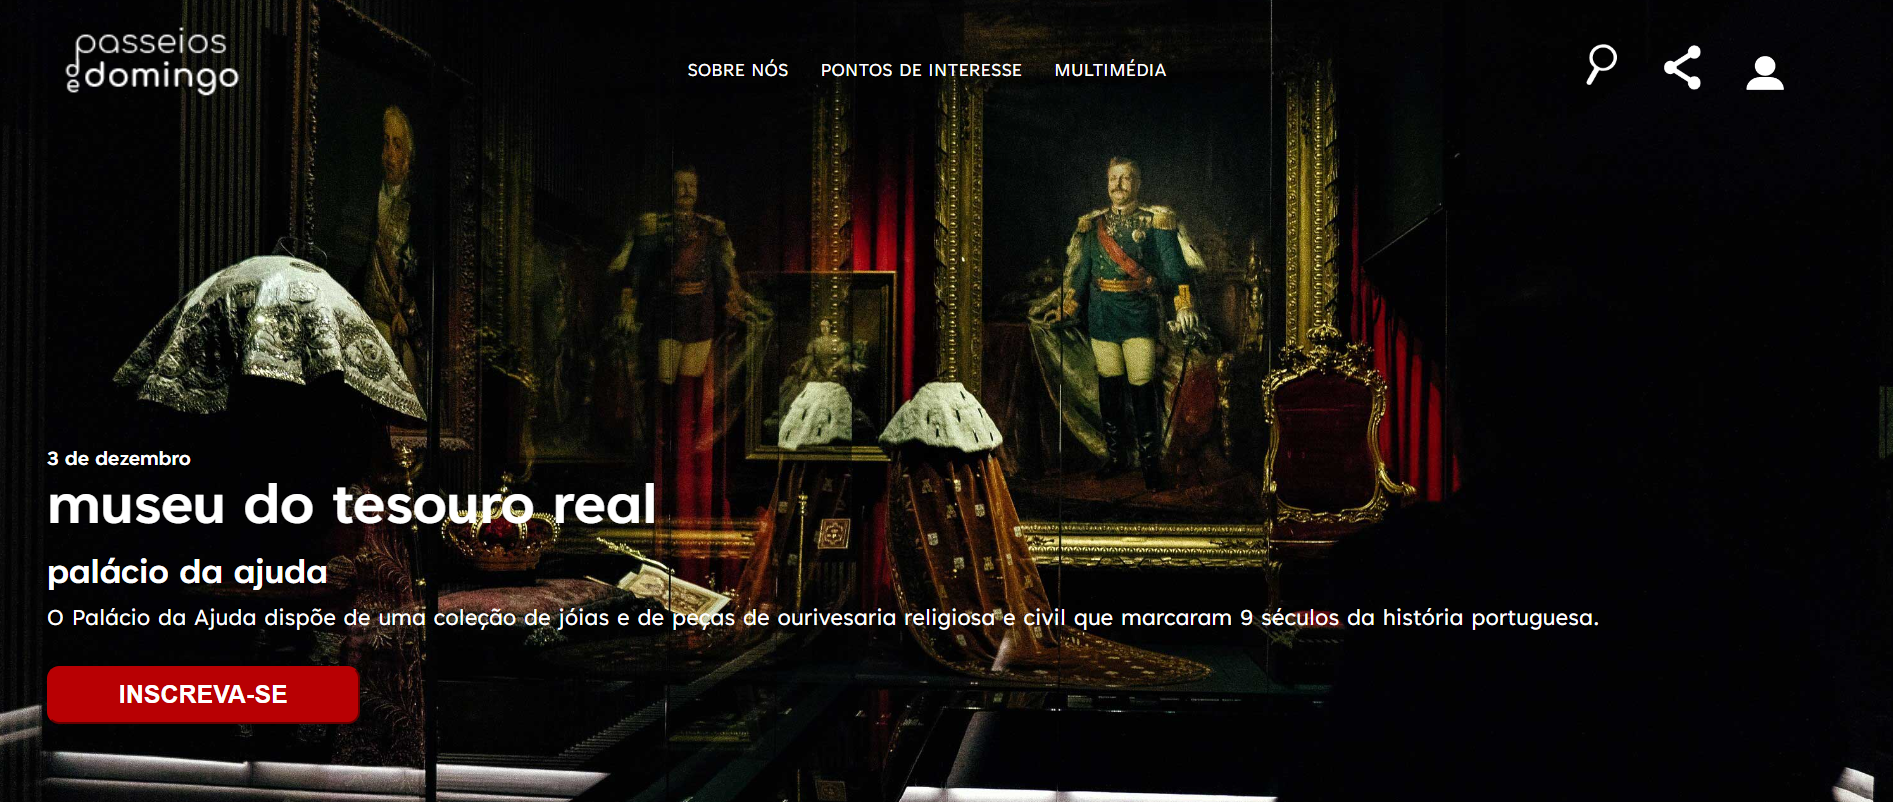 passeios
de domingo
SOBRE NÓS PONTOS DE INTERESSE MULTIMÉDIA
3 de dezembro
museu do tesouro real
palácio da ajuda
O Palácio da Ajuda dispõe de uma coleção de jóias e de peças de ourivesaria religiosa e civil que marcaram 9 séculos da história portuguesa.
INSCREVA-SE